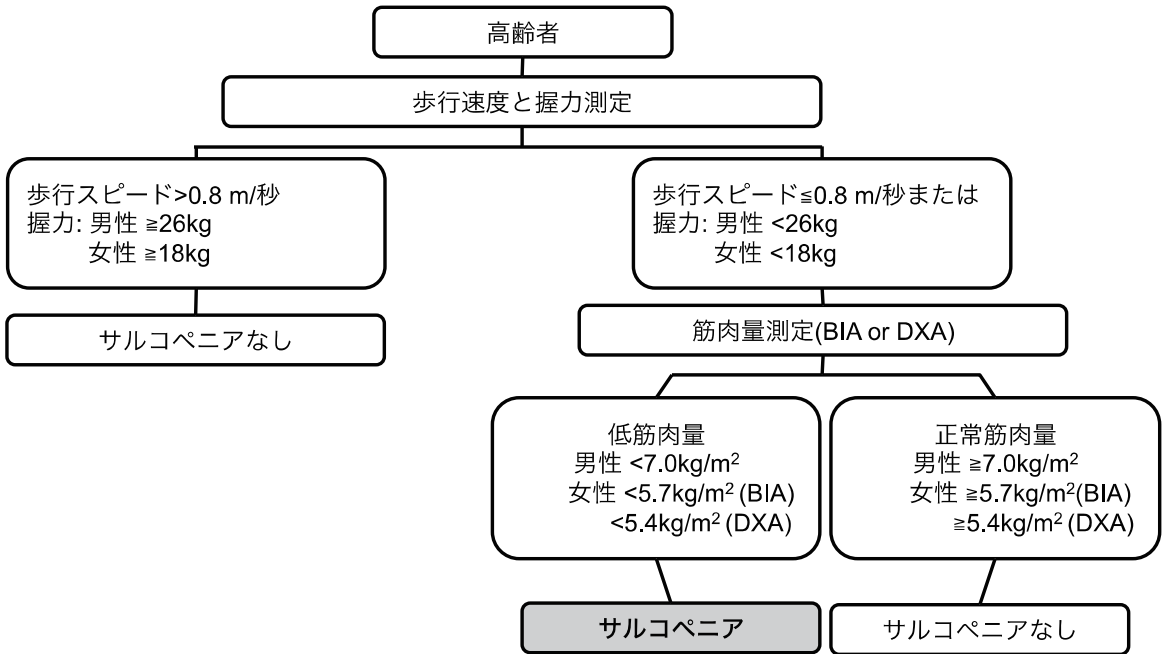 高齢者
歩行速度と握力測定
歩行スピード>0.8 m/秒
握力: 男性 ≧26kg
女性 ≧18kg
サルコペニアなし
歩行スピード≦0.8 m/秒または
握力: 男性 <26kg
女性 <18kg
筋肉量測定(BIA or DXA)
低筋肉量
男性 <7.0kg/m²
女性 <5.7kg/m² (BIA)
<5.4kg/m² (DXA)
サルコペニア
正常筋肉量
男性 ≧7.0kg/m²
女性 ≧5.7kg/m²(BIA)
≧5.4kg/m² (DXA)
サルコペニアなし